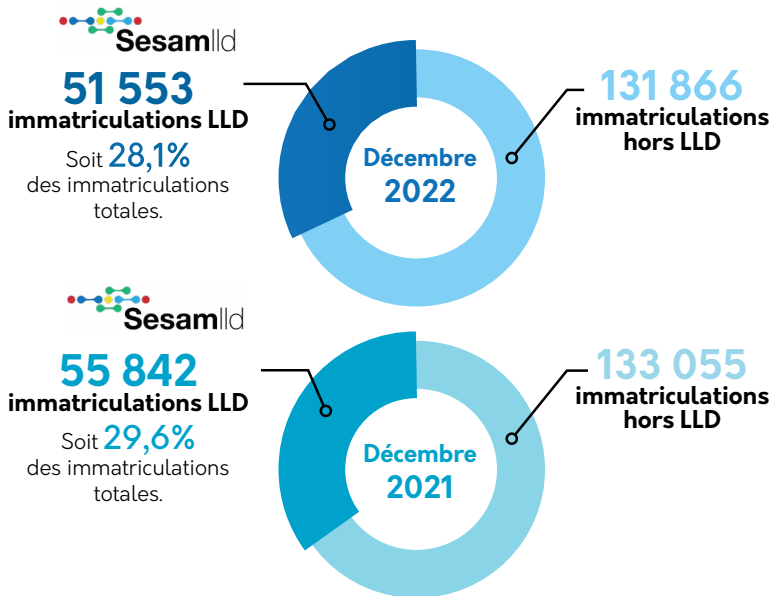 Sesamlld
51 553
immatriculations LLD
Soit 28,1%
des immatriculations
totales.
Décembre
2022
131 866
immatriculations
hors LLD
Sesamlld
55 842
immatriculations LLD
Soit 29,6%
des immatriculations
totales.
Décembre
2021
133 055
immatriculations
hors LLD